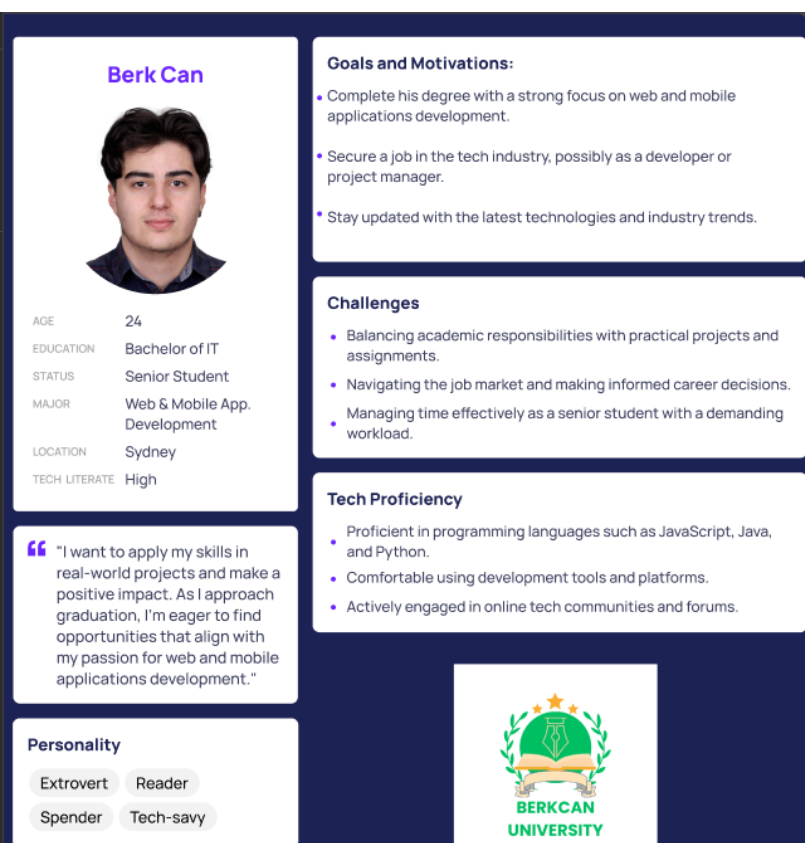 Berk Can
AGE 24
EDUCATION Bachelor of IT
STATUS Senior Student
MAJOR Web & Mobile App.
Development
LOCATION Sydney
TECH LITERATE High
"I want to apply my skills in
real-world projects and make a
positive impact. As I approach
graduation, I'm eager to find
opportunities that align with
my passion for web and mobile
applications development."
Personality
Extrovert Reader
Spender Tech-savy
Goals and Motivations:
Complete his degree with a strong focus on web and mobile
applications development.
Secure a job in the tech industry, possibly as a developer or
project manager.
Stay updated with the latest technologies and industry trends.
Challenges
Balancing academic responsibilities with practical projects and
assignments.
Navigating the job market and making informed career decisions.
Managing time effectively as a senior student with a demanding
workload.
Tech Proficiency
Proficient in programming languages such as JavaScript, Java,
and Python.
Comfortable using development tools and platforms.
Actively engaged in online tech communities and forums.
BERKCAN
UNIVERSITY